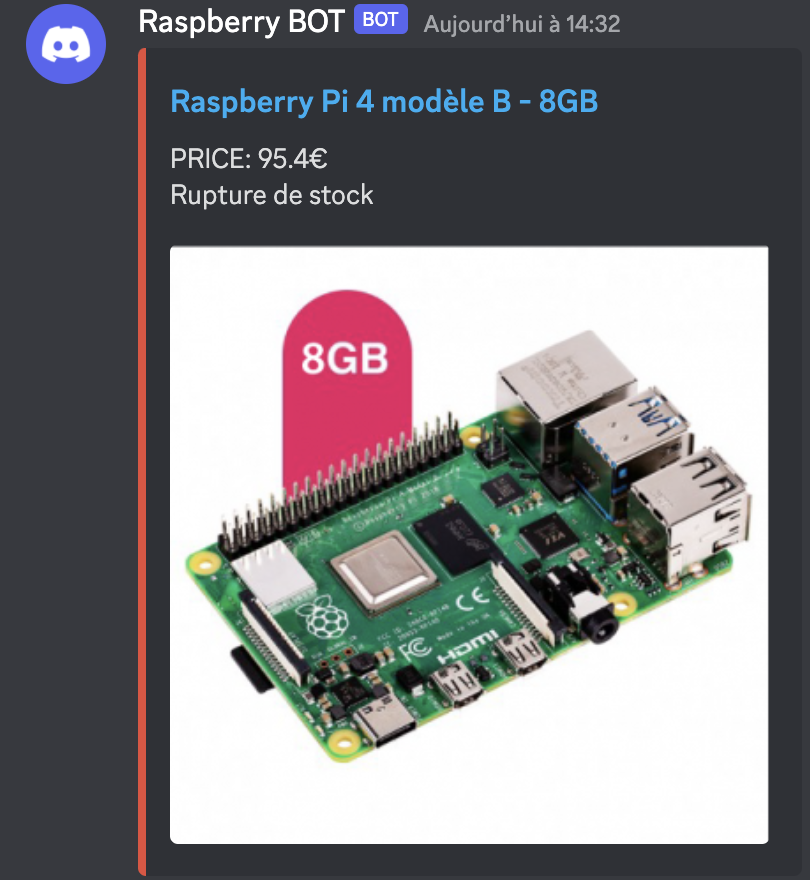 Raspberry BOT BOT Aujourd'hui à 14:32
Raspberry Pi 4 modèle B - 8GB
PRICE: 95.4€
Rupture de stock
8GB
HDMI